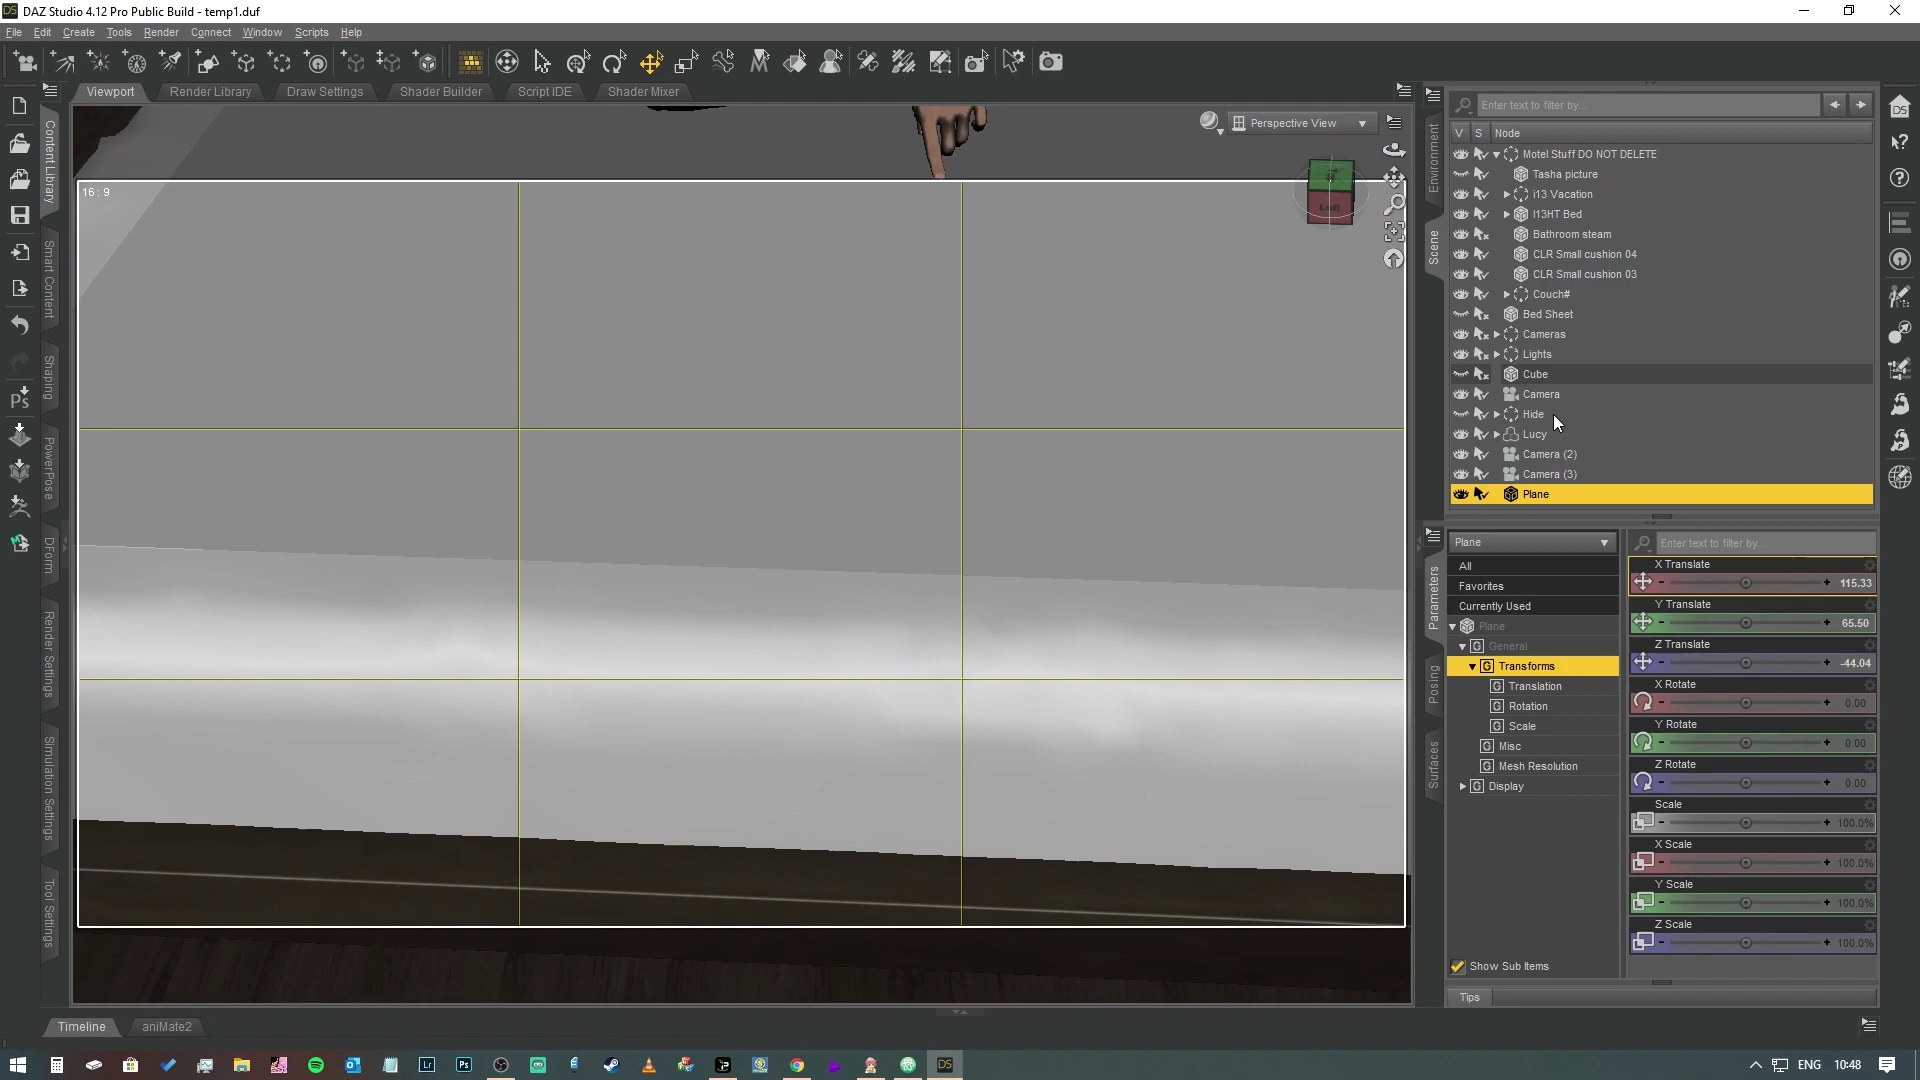 DAZ Studio 4.12 Pro Public Build - temp1.duf
File Edit Create Tools Render Connect Window Scripts Help
Viewport Render Library Draw Settings Shader Builder Script IDE Shader Mixer
Content Library
Smart Content
Shaping
PowerPose
DForm
Render Settings
Simulation Settings
Tool Settings
16 : 9
Perspective View
Left
Environment
Scene
Enter text to filter by...
V S Node
Motel Stuff DO NOT DELETE
Tasha picture
i13 Vacation
I13HT Bed
Bathroom steam
CLR Small cushion 04
CLR Small cushion 03
Couch#
Bed Sheet
Cameras
Lights
Cube
Camera
Hide
Lucy
Camera (2)
Camera (3)
Plane
Parameters
Posing
Surfaces
Plane
All
Favorites
Currently Used
Plane
General
Transforms
Translation
Rotation
Scale
Misc
Mesh Resolution
Display
Show Sub Items
Enter text to filter by...
X Translate
115.33
Y Translate
65.50
Z Translate
-44.04
X Rotate
0.00
Y Rotate
0.00
Z Rotate
0.00
Scale
100.0%
X Scale
100.0%
Y Scale
100.0%
Z Scale
100.0%
Tips
Timeline aniMate2
Lr Ps DS
ENG 10:48